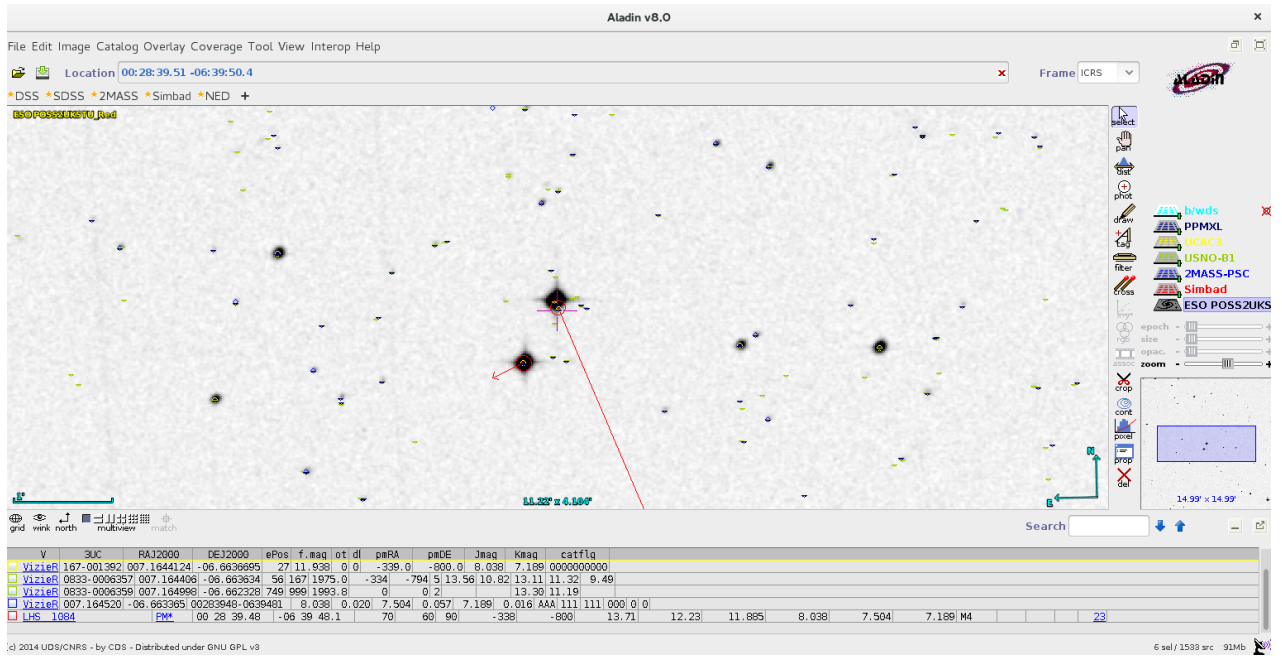 Aladin v8.0
File Edit Image Catalog Overlay Coverage Tool View Interop Help
Location 00:28:39.51 -06:39:50.4
Frame ICRS
ALADIN
DSS SDSS 2MASS Simbad NED +
ESO POSS2UKSTU_Red
select
pan
dist
phot
draw
tag
filter
cross
rgb
assoc
crop
cont
pixel
prop
del
b/wds
PPMXL
UCAC3
USNO-B1
2MASS-PSC
Simbad
ESO POSS2UKS
epoch
size
opac.
zoom
1'
11.22' x 4.104'
N
E
14.99' x 14.99'
grid wink north multiview match
Search
V 3UC RAJ2000 DEJ2000 ePos f.mag ot dl pmRA pmDE Jmag Kmag catflg
VizieR 167-001392 007.1644124 -06.6636695 27 11.938 0 0 -339.0 -800.0 8.038 7.189 0000000000
VizieR 0833-0006357 007.164406 -06.663634 56 167 1975.0 -334 -794 5 13.56 10.82 13.11 11.32 9.49
VizieR 0833-0006359 007.164998 -06.662328 749 999 1993.8 0 0 2 13.30 11.19
VizieR 007.164520 -06.663365 00283948-0639481 8.038 0.020 7.504 0.057 7.189 0.016 AAA 111 111 000 0 0
LHS 1084 PM* 00 28 39.48 -06 39 48.1 70 60 90 -338 -800 13.71 12.23 11.885 8.038 7.504 7.189 M4 23
(c) 2014 UDS/CNRS - by CDS - Distributed under GNU GPL v3
6 sel / 1533 src 91Mb